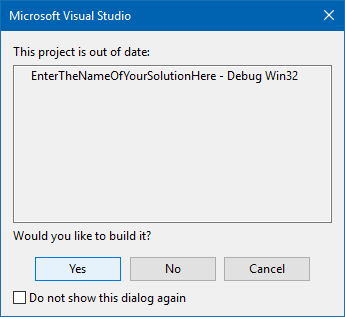 Microsoft Visual Studio
This project is out of date:
EnterTheNameOfYourSolutionHere - Debug Win32
Would you like to build it?
Yes
No
Cancel
Do not show this dialog again